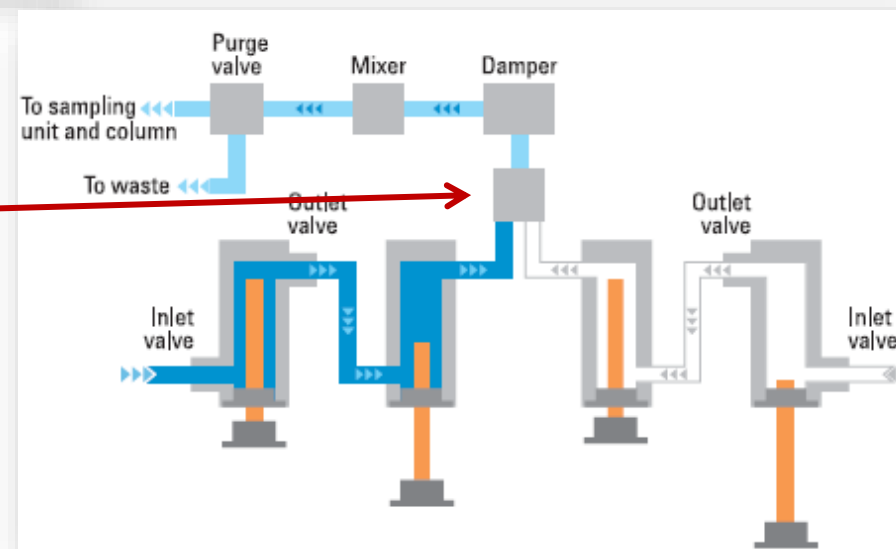 Purge
valve
Mixer
Damper
To sampling
unit and column
To waste
Outlet
valve
Outlet
valve
Inlet
valve
Inlet
valve